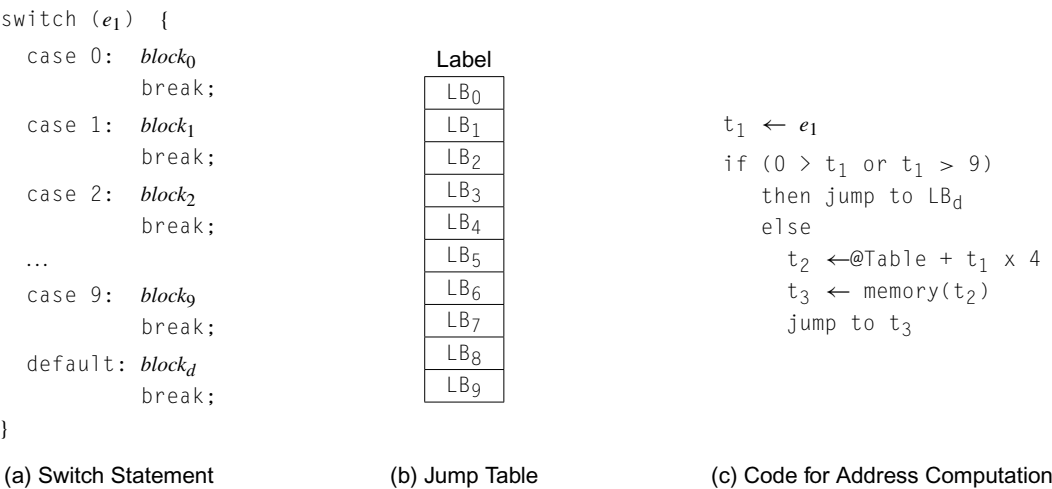 switch (e₁) {
case 0: block₀
break;
case 1: block₁
break;
case 2: block₂
break;
...
case 9: block₉
break;
default: block_d
break;
}
(a) Switch Statement
Label
LB₀
LB₁
LB₂
LB₃
LB₄
LB₅
LB₆
LB₇
LB₈
LB₉
(b) Jump Table
t₁ ← e₁
if (0 > t₁ or t₁ > 9)
then jump to LB_d
else
t₂ ←@Table + t₁ x 4
t₃ ← memory(t₂)
jump to t₃
(c) Code for Address Computation